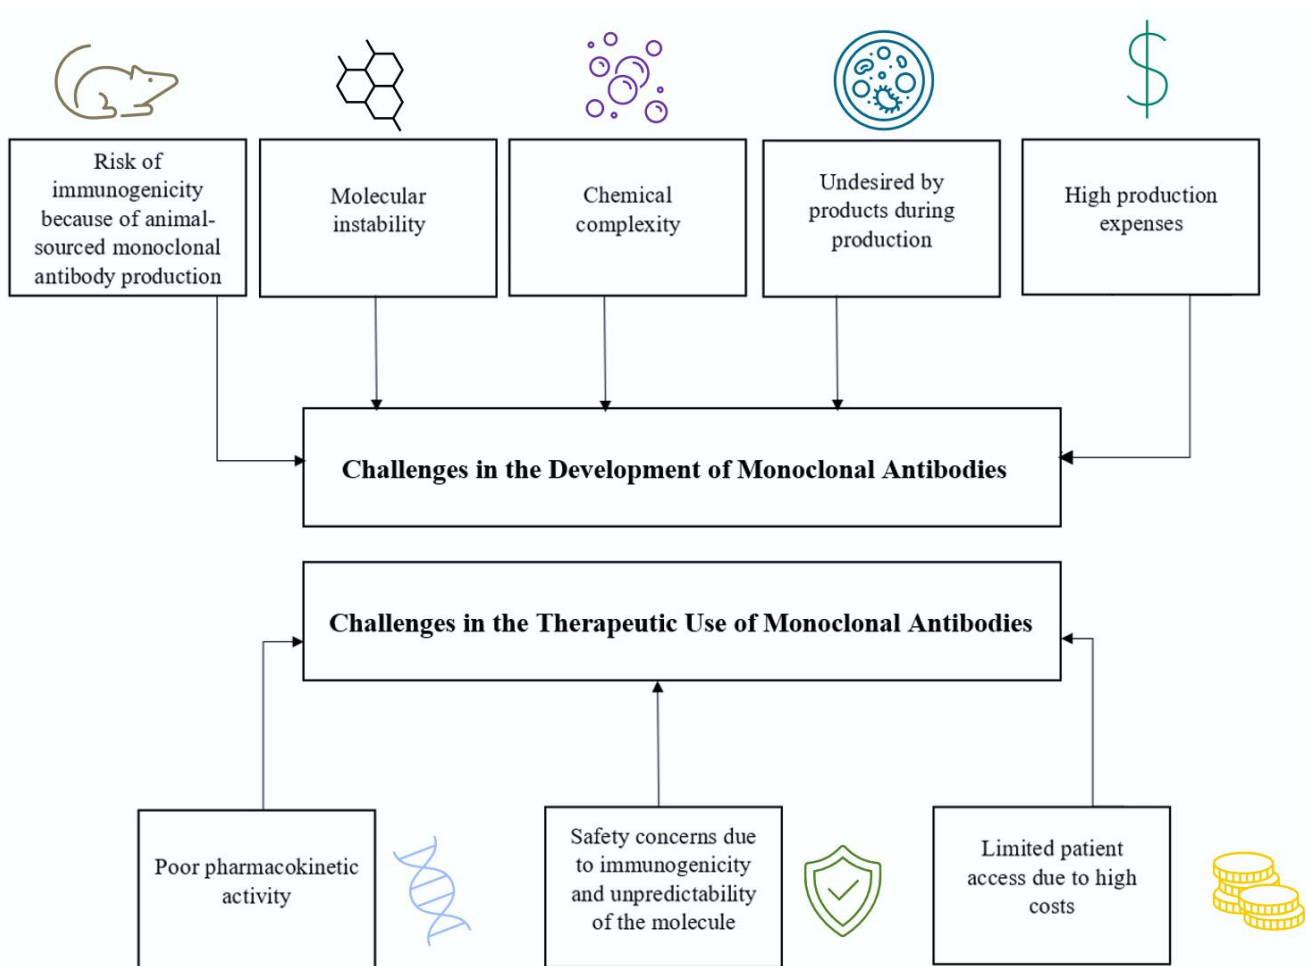 Risk of
immunogenicity
because of animal-
sourced monoclonal
antibody production
Molecular
instability
Chemical
complexity
Undesired by
products during
production
High production
expenses
Challenges in the Development of Monoclonal Antibodies
Challenges in the Therapeutic Use of Monoclonal Antibodies
Poor pharmacokinetic
activity
Safety concerns due
to immunogenicity
and unpredictability
of the molecule
Limited patient
access due to high
costs